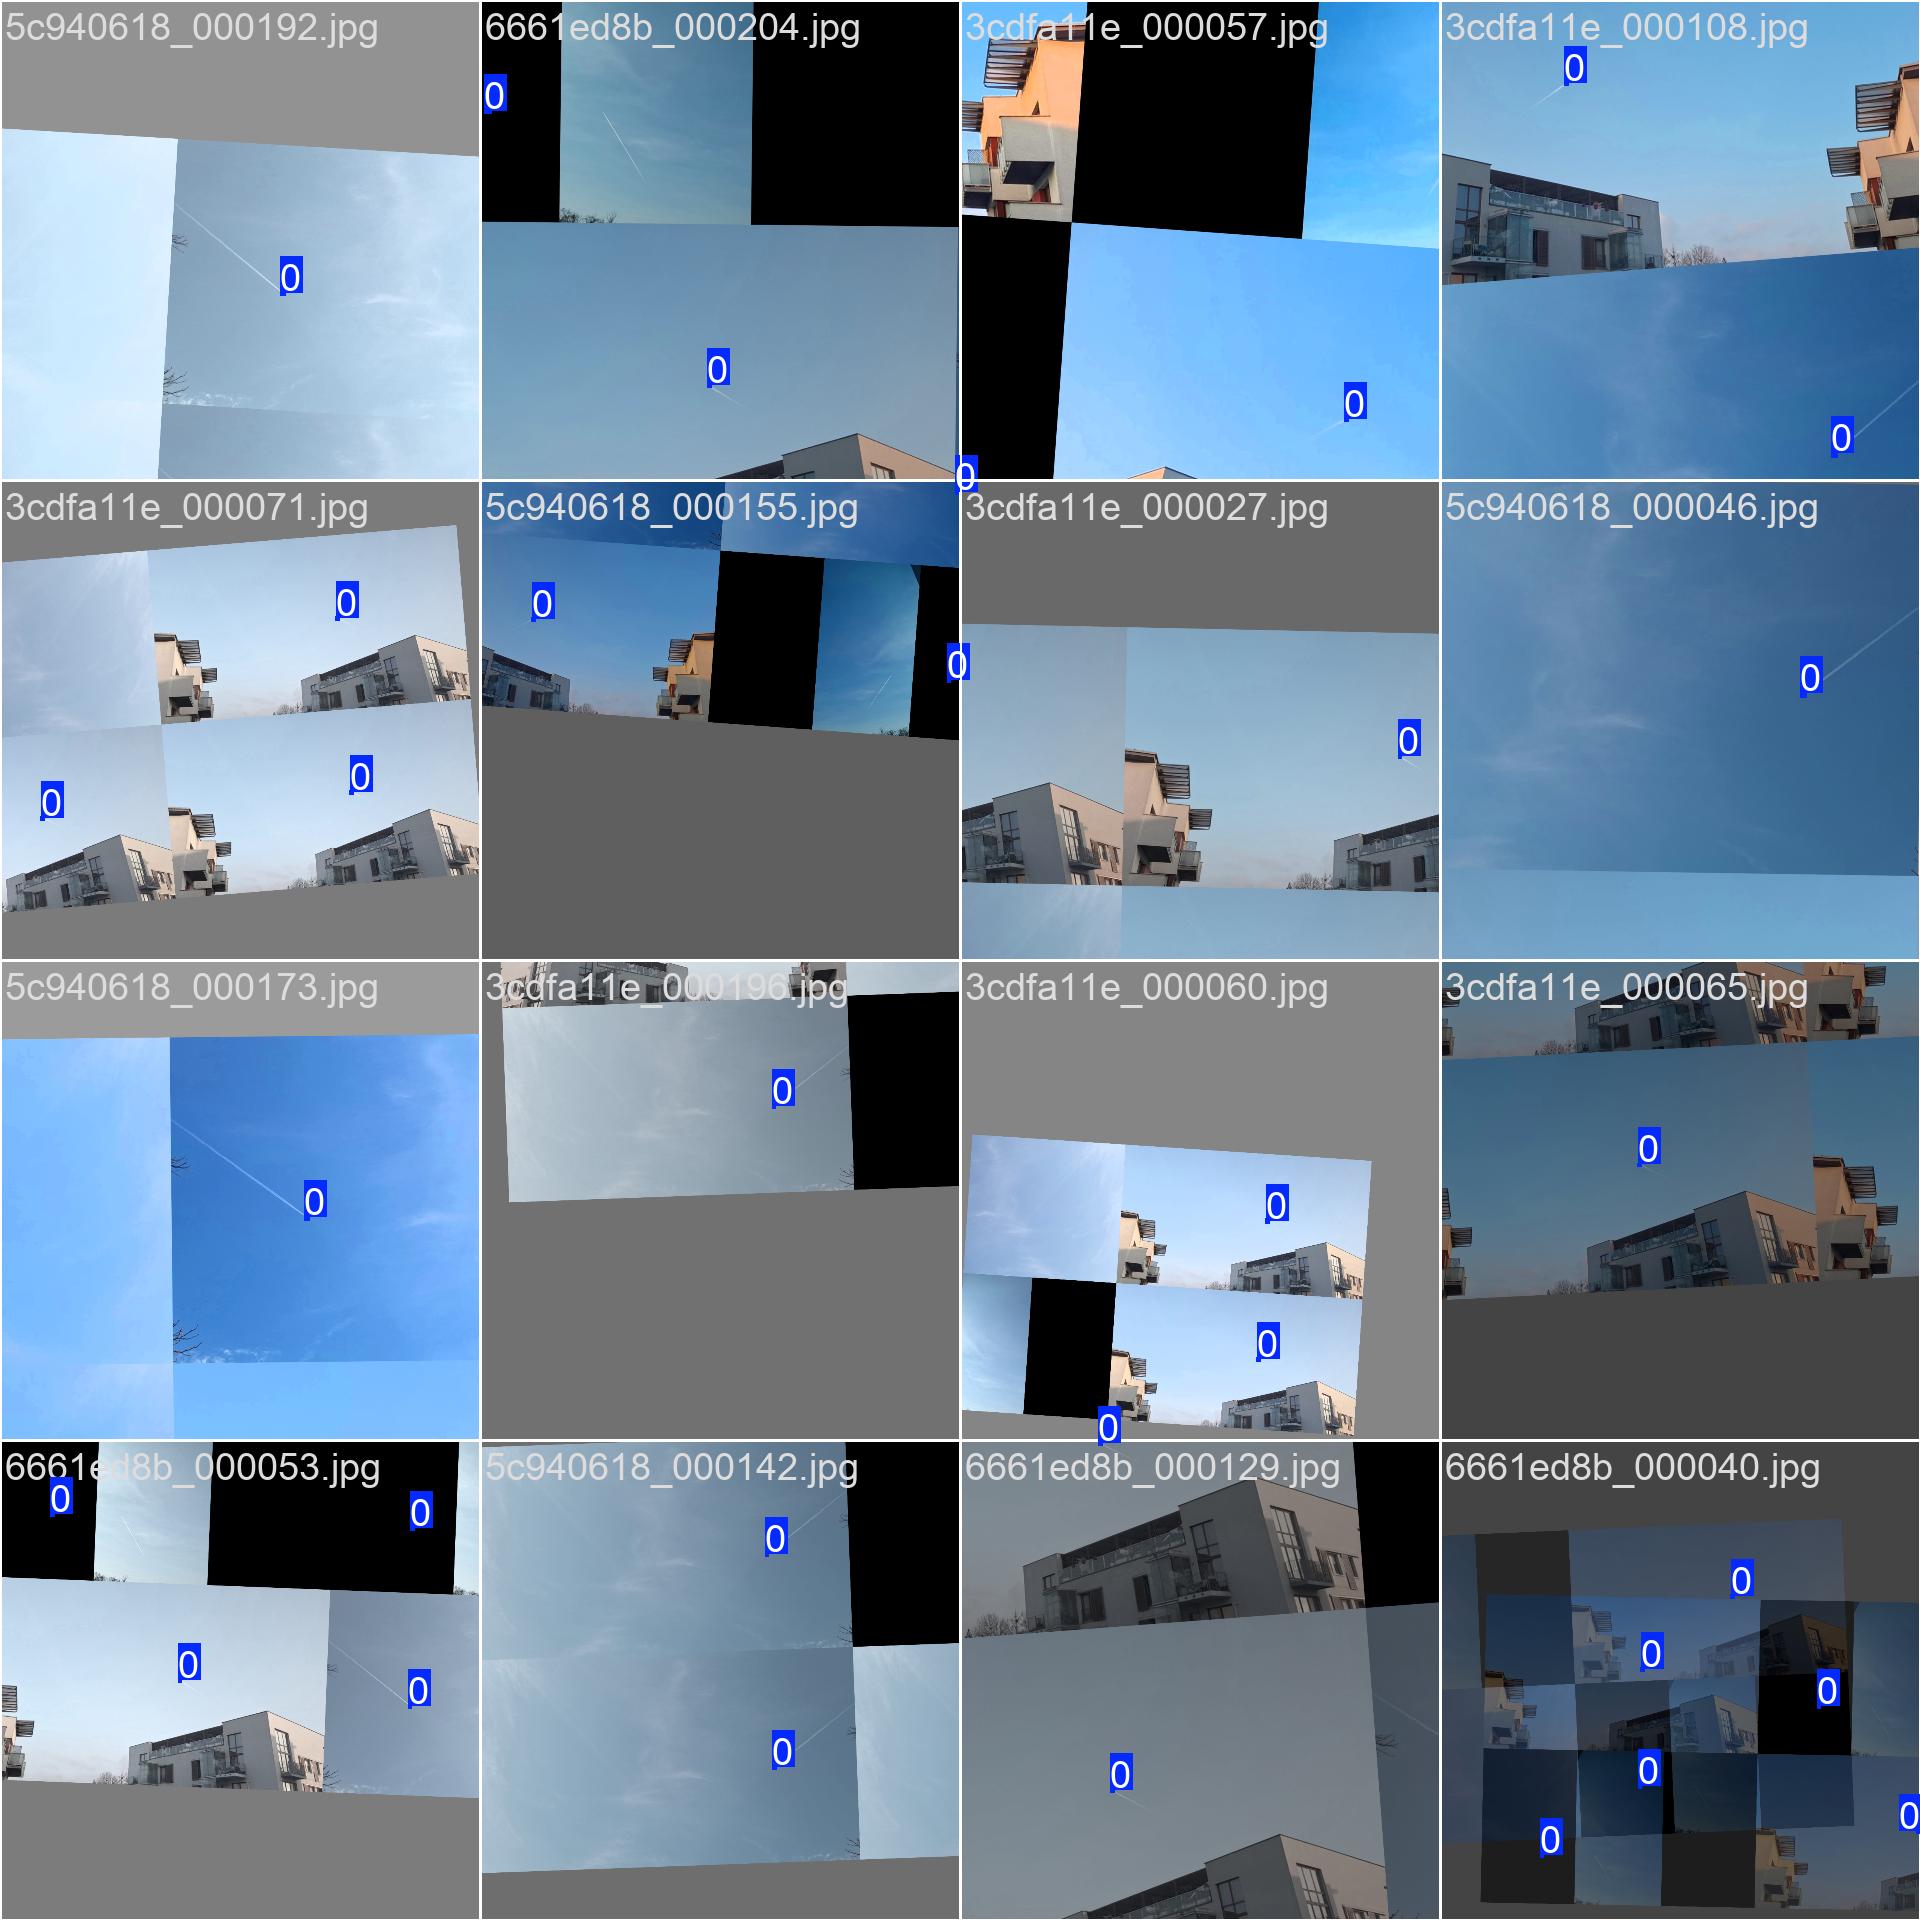 5c940618_000192.jpg
6661ed8b_000204.jpg
3cdfa11e_000057.jpg
3cdfa11e_000108.jpg
0
0
0
0
0
0
0
0
3cdfa11e_000071.jpg
5c940618_000155.jpg
3cdfa11e_000027.jpg
5c940618_000046.jpg
0
0
0
0
0
0
0
5c940618_000173.jpg
3cdfa11e_000196.jpg
3cdfa11e_000060.jpg
3cdfa11e_000065.jpg
0
0
0
0
0
0
6661ed8b_000053.jpg
5c940618_000142.jpg
6661ed8b_000129.jpg
6661ed8b_000040.jpg
0
0
0
0
0
0
0
0
0
0
0
0
0